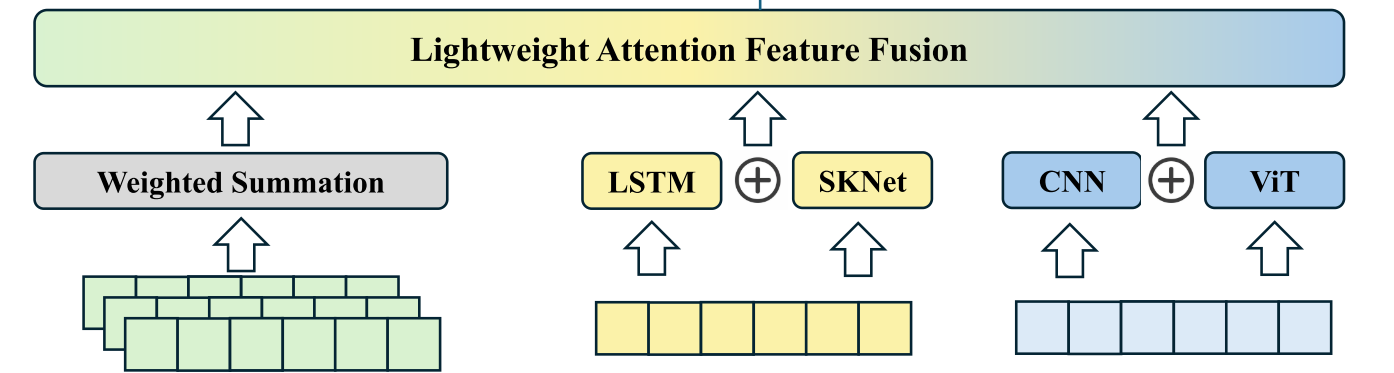 Lightweight Attention Feature Fusion
Weighted Summation
LSTM
SKNet
CNN
ViT